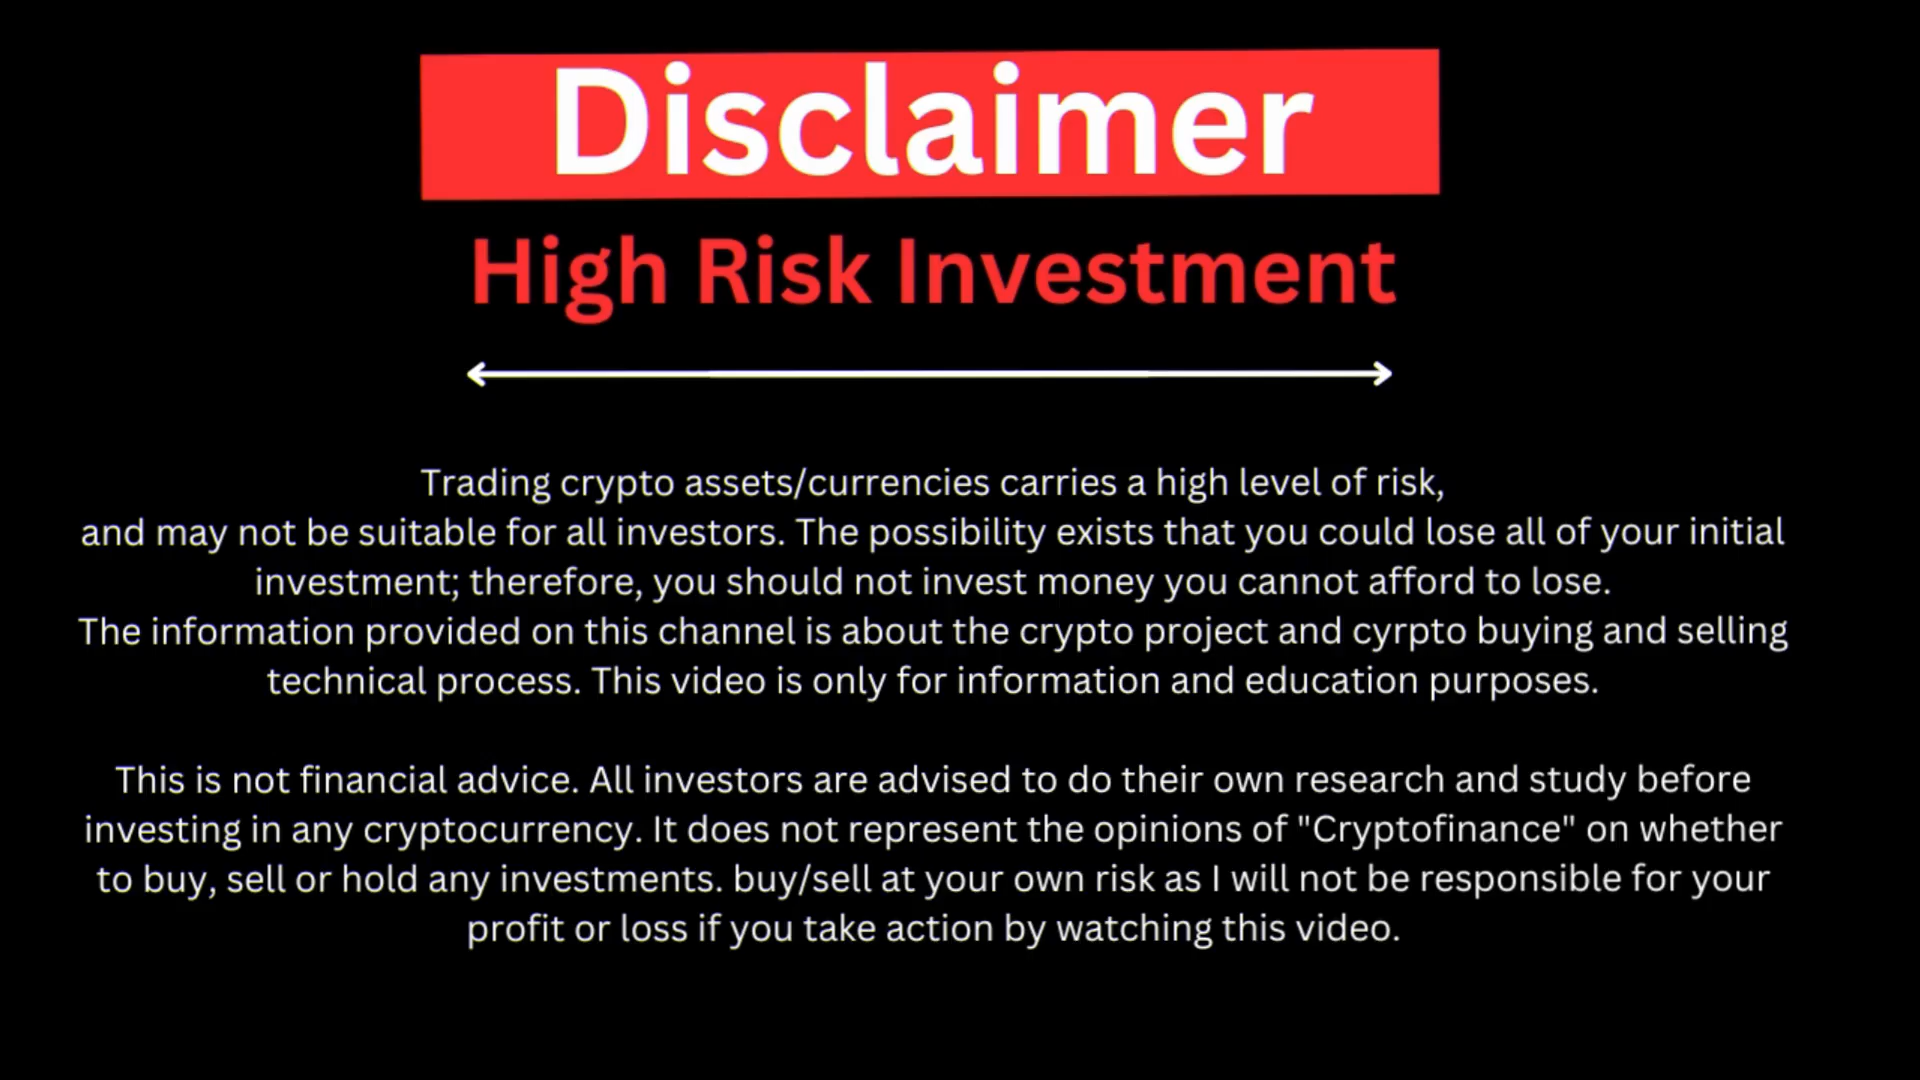 Disclaimer
High Risk Investment
Trading crypto assets/currencies carries a high level of risk,
and may not be suitable for all investors. The possibility exists that you could lose all of your initial
investment; therefore, you should not invest money you cannot afford to lose.
The information provided on this channel is about the crypto project and cyrpto buying and selling
technical process. This video is only for information and education purposes.
This is not financial advice. All investors are advised to do their own research and study before
investing in any cryptocurrency. It does not represent the opinions of "Cryptofinance" on whether
to buy, sell or hold any investments. buy/sell at your own risk as I will not be responsible for your
profit or loss if you take action by watching this video.